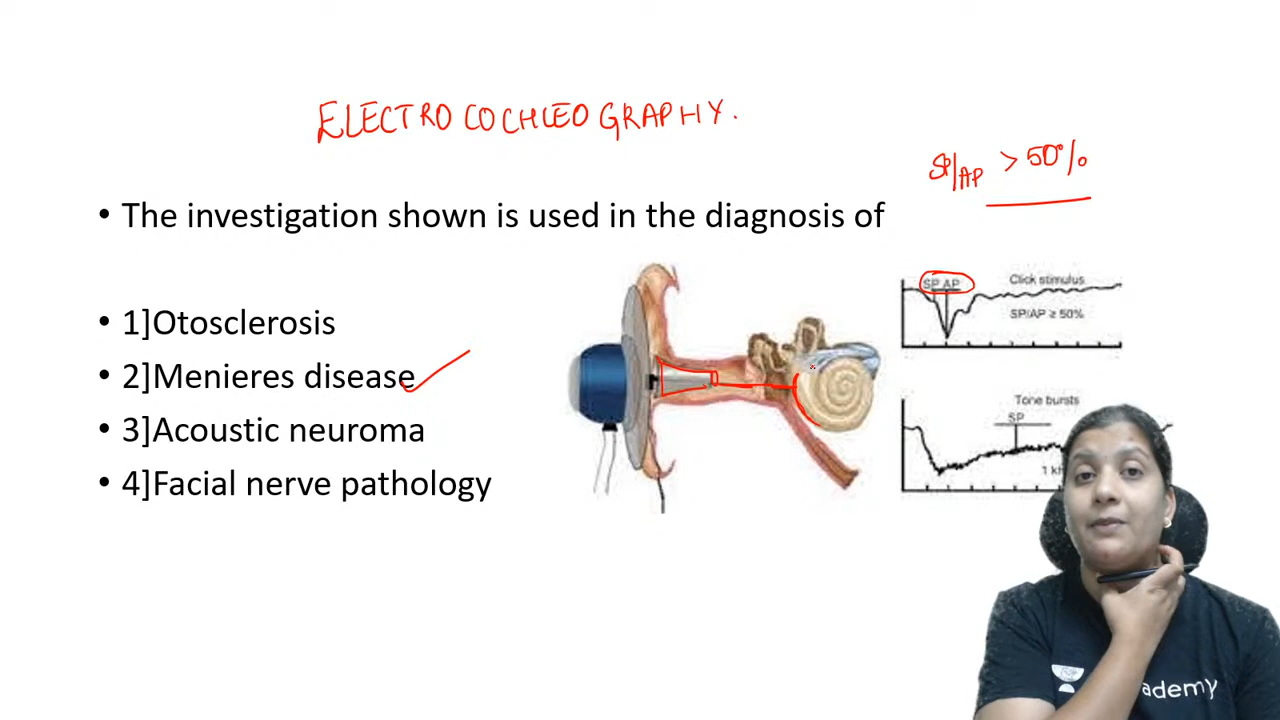 ELECTROCOCHLEOGRAPHY.
SP/AP > 50%
• The investigation shown is used in the diagnosis of
• 1]Otosclerosis
• 2]Menieres disease
• 3]Acoustic neuroma
• 4]Facial nerve pathology
SP AP
Click stimulus
SP/AP ≥ 50%
Tone bursts
SP
ademy